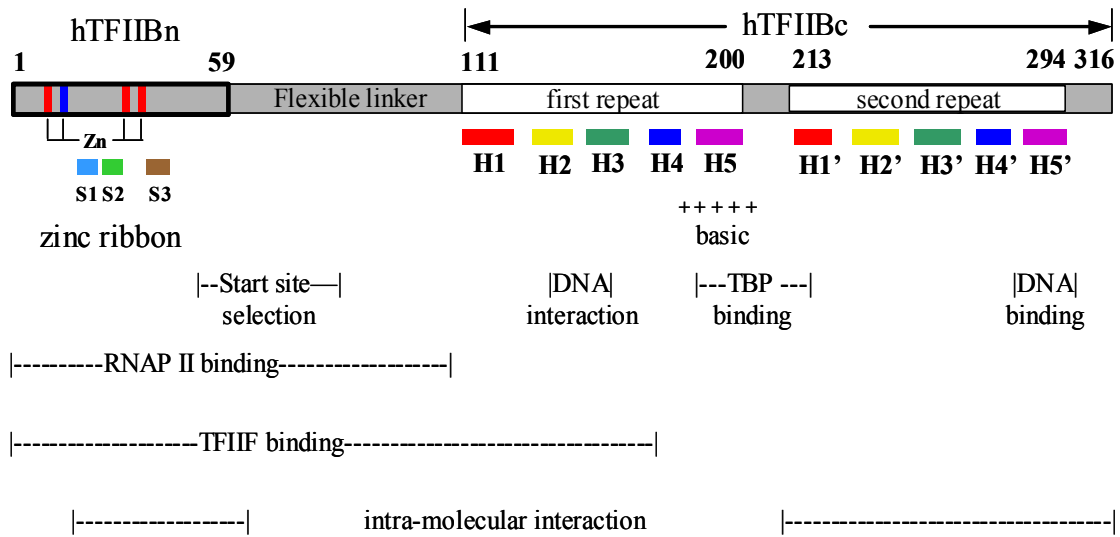 hTFIIBn hTFIIBc
1 59 111 200 213 294 316
Flexible linker first repeat second repeat
Zn
H1 H2 H3 H4 H5 H1’ H2’ H3’ H4’ H5’
S1 S2 S3
+++++
zinc ribbon basic
|--Start site—| |DNA| |---TBP ---| |DNA|
selection interaction binding binding
|----------RNAP II binding-------------------|
|---------------------TFIIF binding-----------------------------------|
|-------------------| intra-molecular interaction |-------------------------------------|